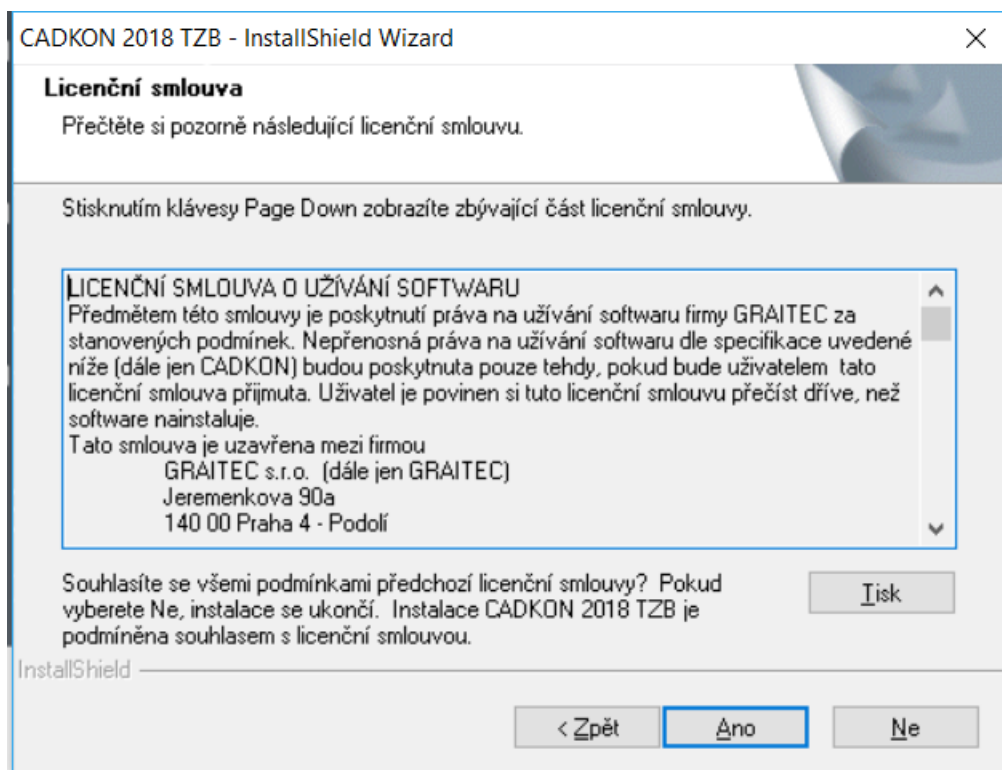 CADKON 2018 TZB - InstallShield Wizard
Licenční smlouva
Přečtěte si pozorně následující licenční smlouvu.
Stisknutím klávesy Page Down zobrazíte zbývající část licenční smlouvy.
LICENČNÍ SMLOUVA O UŽÍVÁNÍ SOFTWARU
Předmětem této smlouvy je poskytnutí práva na užívání softwaru firmy GRAITEC za
stanovených podmínek. Nepřenosná práva na užívání softwaru dle specifikace uvedené
níže (dále jen CADKON) budou poskytnuta pouze tehdy, pokud bude uživatelem tato
licenční smlouva přijmuta. Uživatel je povinen si tuto licenční smlouvu přečíst dříve, než
software nainstaluje.
Tato smlouva je uzavřena mezi firmou
GRAITEC s.r.o. (dále jen GRAITEC)
Jeremenkova 90a
140 00 Praha 4 - Podolí
Souhlasíte se všemi podmínkami předchozí licenční smlouvy? Pokud
vyberete Ne, instalace se ukončí. Instalace CADKON 2018 TZB je
podmíněna souhlasem s licenční smlouvou.
Tisk
InstallShield
< Zpět
Ano
Ne